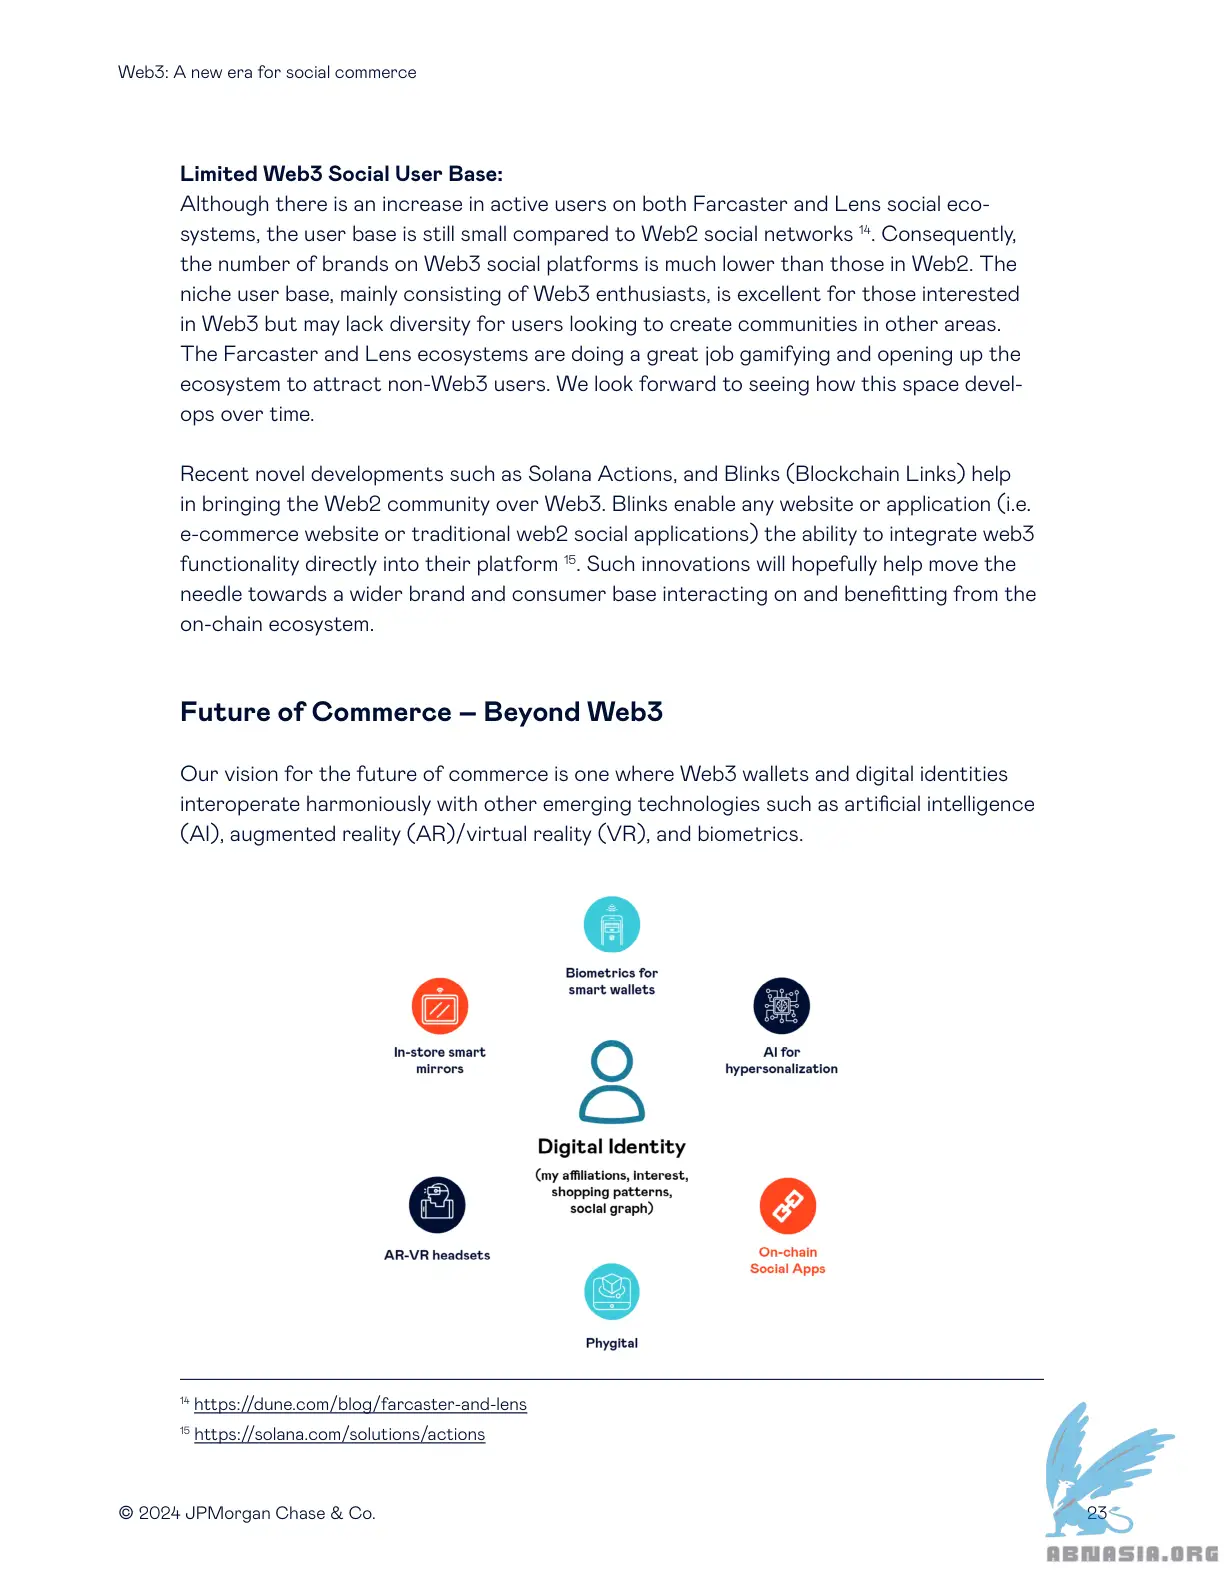 Web3: A new era for social commerce
Limited Web3 Social User Base:
Although there is an increase in active users on both Farcaster and Lens social eco-
systems, the user base is still small compared to Web2 social networks ¹⁴. Consequently,
the number of brands on Web3 social platforms is much lower than those in Web2. The
niche user base, mainly consisting of Web3 enthusiasts, is excellent for those interested
in Web3 but may lack diversity for users looking to create communities in other areas.
The Farcaster and Lens ecosystems are doing a great job gamifying and opening up the
ecosystem to attract non-Web3 users. We look forward to seeing how this space devel-
ops over time.
Recent novel developments such as Solana Actions, and Blinks (Blockchain Links) help
in bringing the Web2 community over Web3. Blinks enable any website or application (i.e.
e-commerce website or traditional web2 social applications) the ability to integrate web3
functionality directly into their platform ¹⁵. Such innovations will hopefully help move the
needle towards a wider brand and consumer base interacting on and benefitting from the
on-chain ecosystem.
Future of Commerce – Beyond Web3
Our vision for the future of commerce is one where Web3 wallets and digital identities
interoperate harmoniously with other emerging technologies such as artificial intelligence
(AI), augmented reality (AR)/virtual reality (VR), and biometrics.
Biometrics for
smart wallets
In-store smart
mirrors
AI for
hypersonalization
Digital Identity
(my affiliations, interest,
shopping patterns,
social graph)
AR-VR headsets
On-chain
Social Apps
Phygital
¹⁴ https://dune.com/blog/farcaster-and-lens
¹⁵ https://solana.com/solutions/actions
© 2024 JPMorgan Chase & Co.
23
ABNASIA.ORG